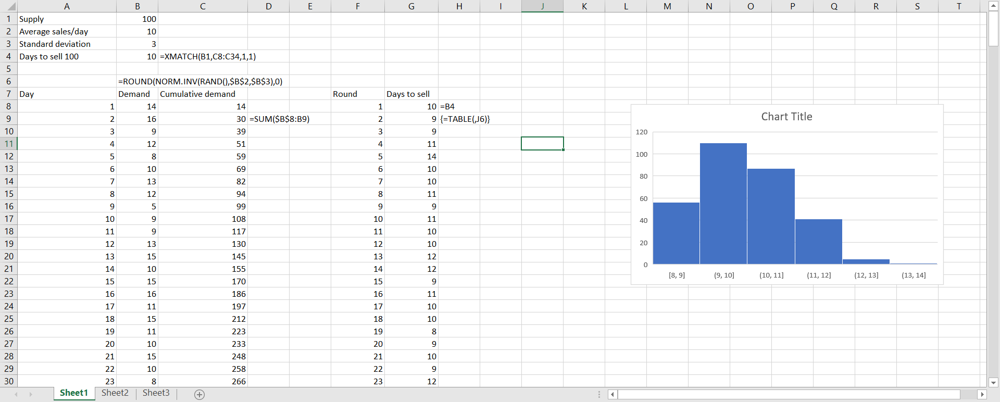 A B C D E F G H I J K L M N O P Q R S T
1 Supply 100
2 Average sales/day 10
3 Standard deviation 3
4 Days to sell 100 10 =XMATCH(B1,C8:C34,1,1)
5
6 =ROUND(NORM.INV(RAND(),$B$2,$B$3),0)
7 Day Demand Cumulative demand Round Days to sell
8 1 14 14 1 10 =B4
9 2 16 30 =SUM($B$8:B9) 2 9 {=TABLE(,J6)}
10 3 9 39 3 9
11 4 12 51 4 11
12 5 8 59 5 14
13 6 10 69 6 10
14 7 13 82 7 10
15 8 12 94 8 11
16 9 5 99 9 9
17 10 9 108 10 11
18 11 9 117 11 10
19 12 13 130 12 10
20 13 15 145 13 12
21 14 10 155 14 12
22 15 15 170 15 9
23 16 16 186 16 11
24 17 11 197 17 10
25 18 15 212 18 10
26 19 11 223 19 8
27 20 10 233 20 9
28 21 15 248 21 10
29 22 10 258 22 9
30 23 8 266 23 12
Chart Title
120
100
80
60
40
20
0
[8, 9] (9, 10] (10, 11] (11, 12] (12, 13] (13, 14]
Sheet1 Sheet2 Sheet3